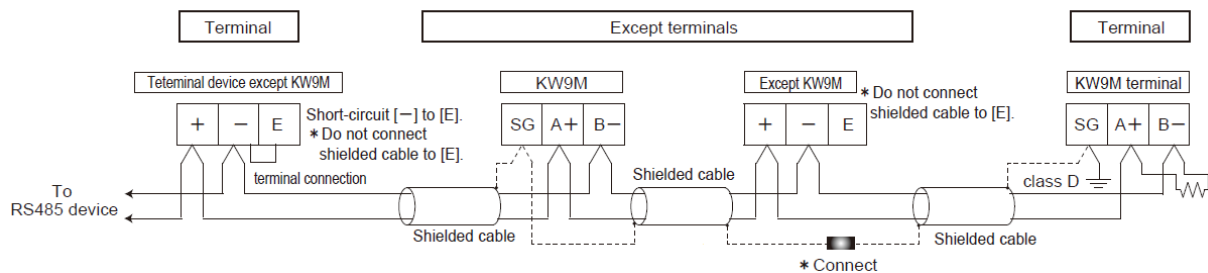 Terminal
Except terminals
Terminal
Teteminal device except KW9M
KW9M
Except KW9M
KW9M terminal
+ − E
Short-circuit [−] to [E].
* Do not connect
shielded cable to [E].
SG A+ B−
+ − E
* Do not connect
shielded cable to [E].
SG A+ B−
terminal connection
Shielded cable
class D
To
RS485 device
Shielded cable
Shielded cable
* Connect